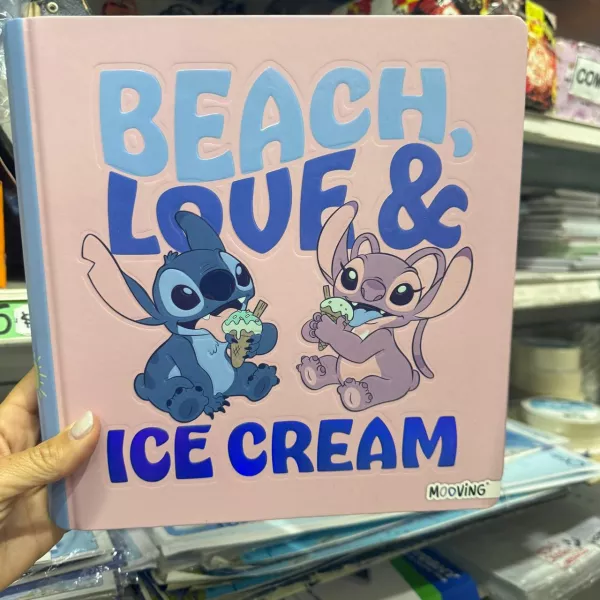 BEACH,
LOVE &
ICE CREAM
MOOVING